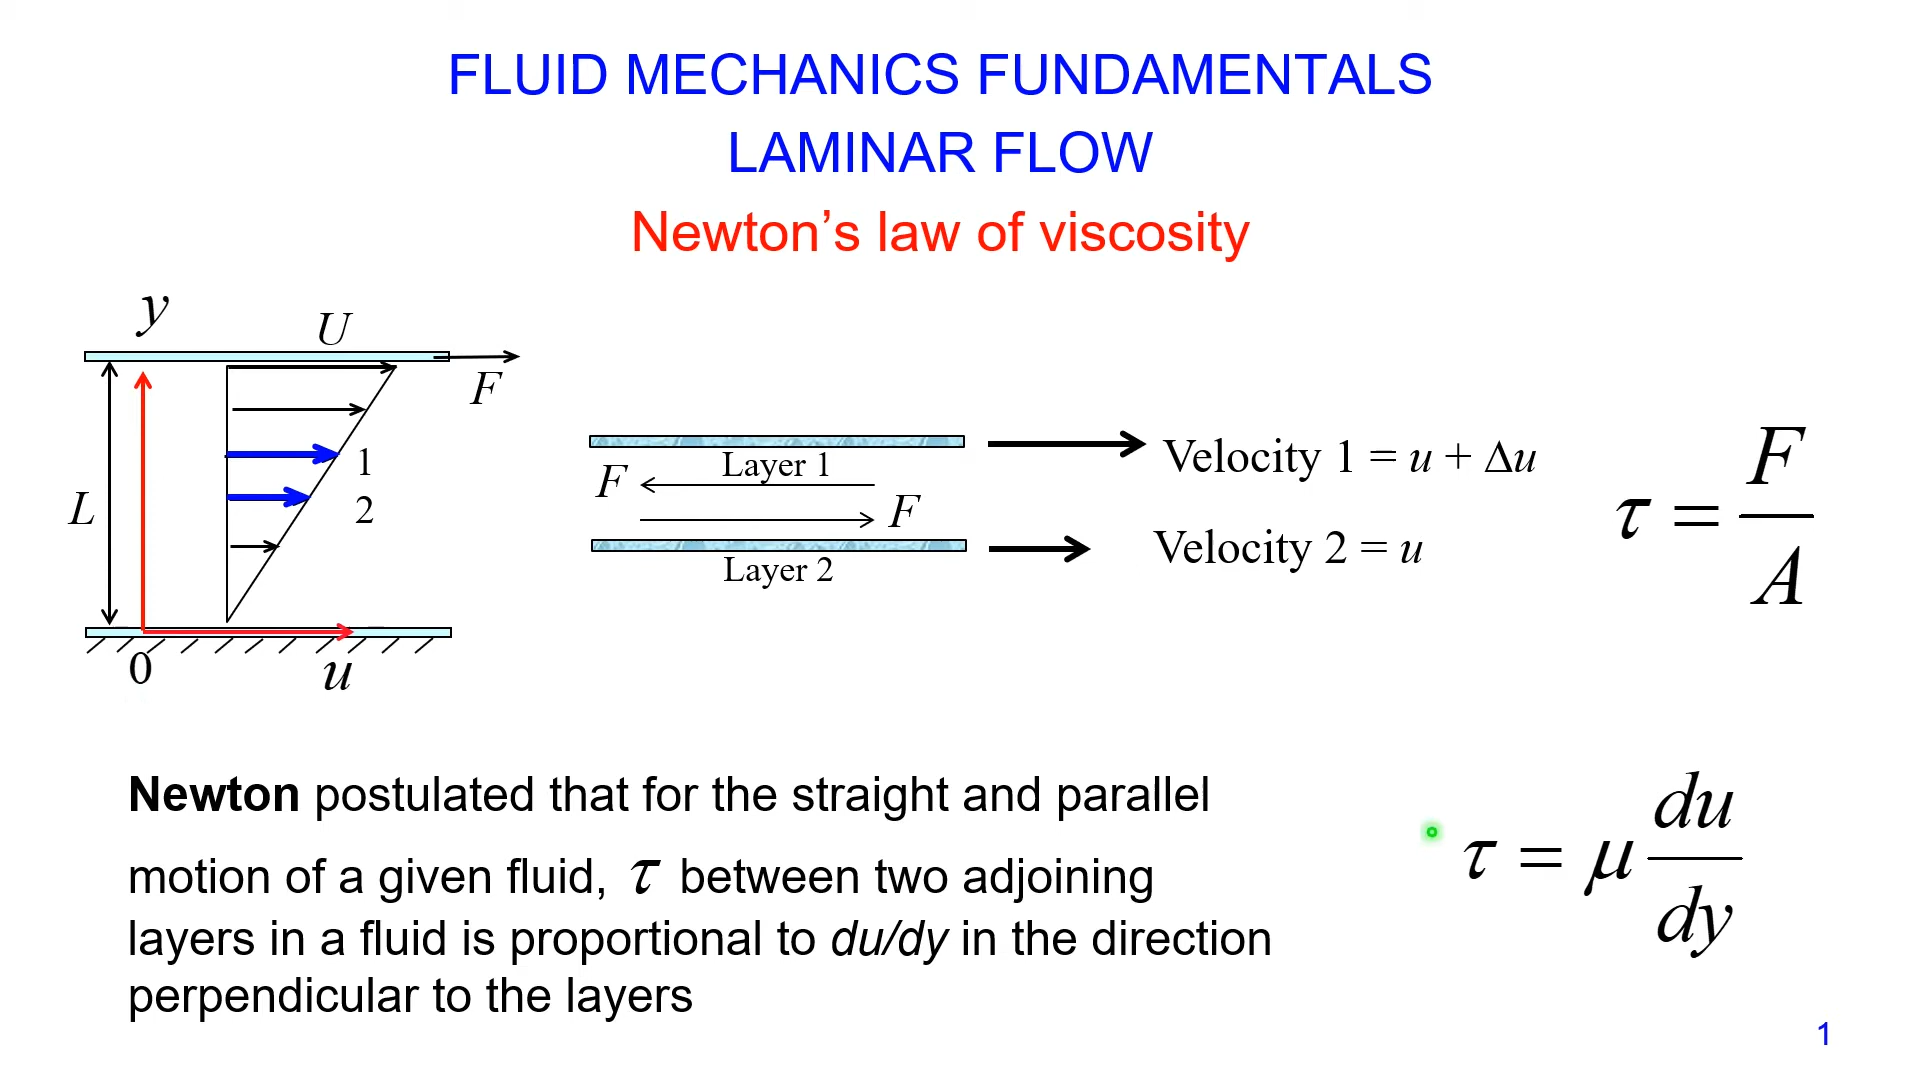 FLUID MECHANICS FUNDAMENTALS
LAMINAR FLOW
Newton’s law of viscosity
y
U
F
1
2
L
0
u
Layer 1
F
F
Layer 2
Velocity 1 = u + Δu
Velocity 2 = u
τ = F/A
Newton postulated that for the straight and parallel
motion of a given fluid, τ between two adjoining
layers in a fluid is proportional to du/dy in the direction
perpendicular to the layers
τ = μ du/dy
1